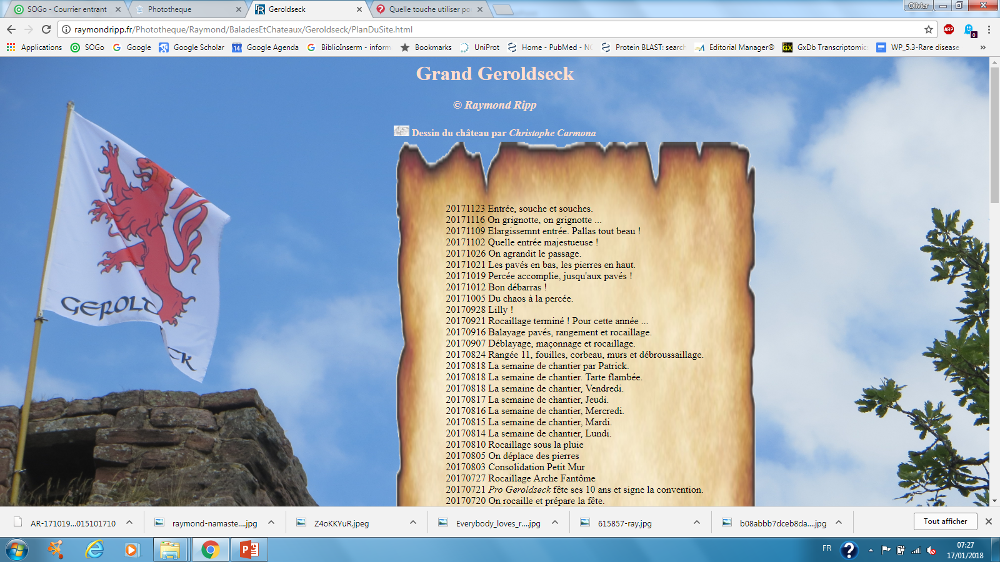 SOGo - Courrier entrant
Phototheque
Geroldseck
Quelle touche utiliser po
Olivier
raymondripp.fr/Phototheque/Raymond/BaladesEtChateaux/Geroldseck/PlanDuSite.html
ABP
0
Applications
SOGo
Google
Google Scholar
14
Google Agenda
BiblioInserm - inform
Bookmarks
UniProt
Home - PubMed - NC
Protein BLAST: search
Editorial Manager®
GX
GxDb Transcriptomic
WP_5.3-Rare disease
»
Grand Geroldseck
© Raymond Ripp
Dessin du château par Christophe Carmona
GEROLD
CK
20171123 Entrée, souche et souches.
20171116 On grignotte, on grignotte ...
20171109 Elargissemnt entrée. Pallas tout beau !
20171102 Quelle entrée majestueuse !
20171026 On agrandit le passage.
20171021 Les pavés en bas, les pierres en haut.
20171019 Percée accomplie, jusqu'aux pavés !
20171012 Bon débarras !
20171005 Du chaos à la percée.
20170928 Lilly !
20170921 Rocaillage terminé ! Pour cette année ...
20170916 Balayage pavés, rangement et rocaillage.
20170907 Déblayage, maçonnage et rocaillage.
20170824 Rangée 11, fouilles, corbeau, murs et débroussaillage.
20170818 La semaine de chantier par Patrick.
20170818 La semaine de chantier. Tarte flambée.
20170818 La semaine de chantier, Vendredi.
20170817 La semaine de chantier, Jeudi.
20170816 La semaine de chantier, Mercredi.
20170815 La semaine de chantier, Mardi.
20170814 La semaine de chantier, Lundi.
20170810 Rocaillage sous la pluie
20170805 On déplace des pierres
20170803 Consolidation Petit Mur
20170727 Rocaillage Arche Fantôme
20170721 Pro Geroldseck fête ses 10 ans et signe la convention.
20170720 On rocaille et prépare la fête.
AR-171019...015101710
raymond-namaste....jpg
Z4oKKYuR.jpeg
Everybody_loves_r....jpg
615857-ray.jpg
b08abbb7dceb8da....jpg
Tout afficher
FR
07:27
17/01/2018